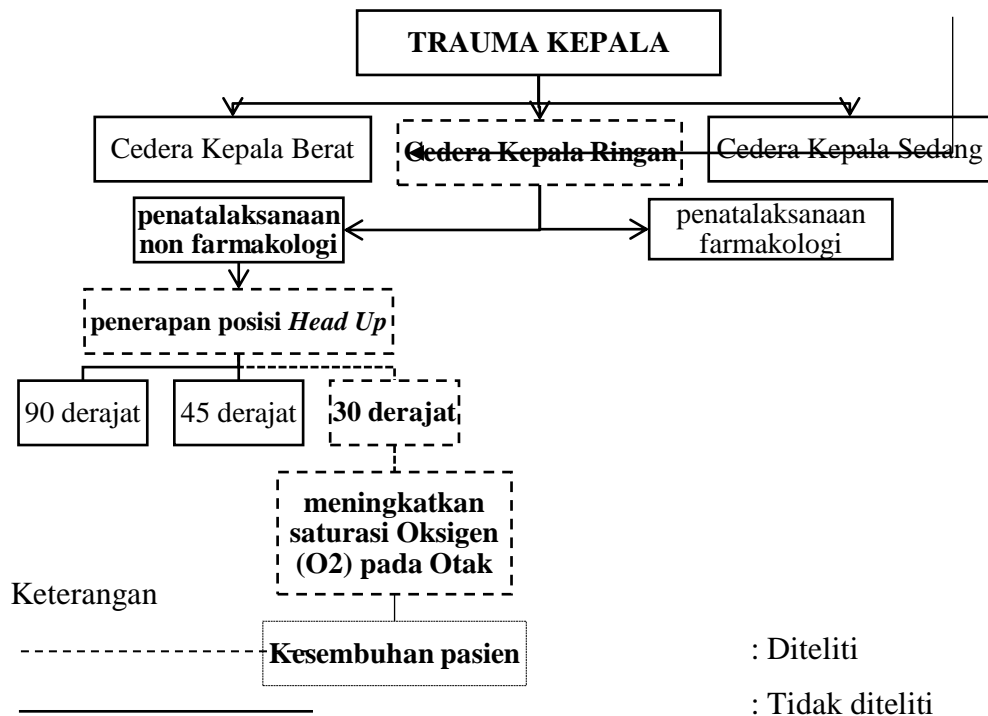 TRAUMA KEPALA
Cedera Kepala Berat
Cedera Kepala Ringan
Cedera Kepala Sedang
penatalaksanaan
non farmakologi
penatalaksanaan
farmakologi
penerapan posisi Head Up
90 derajat
45 derajat
30 derajat
meningkatkan
saturasi Oksigen
(O2) pada Otak
Keterangan
Kesembuhan pasien
: Diteliti
: Tidak diteliti